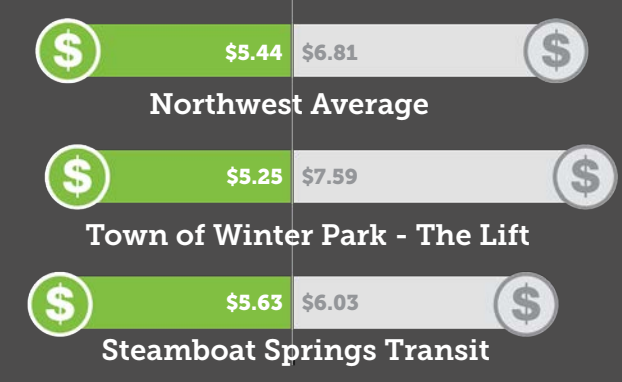 $ $5.44 $6.81 $
Northwest Average
$ $5.25 $7.59 $
Town of Winter Park - The Lift
$ $5.63 $6.03 $
Steamboat Springs Transit